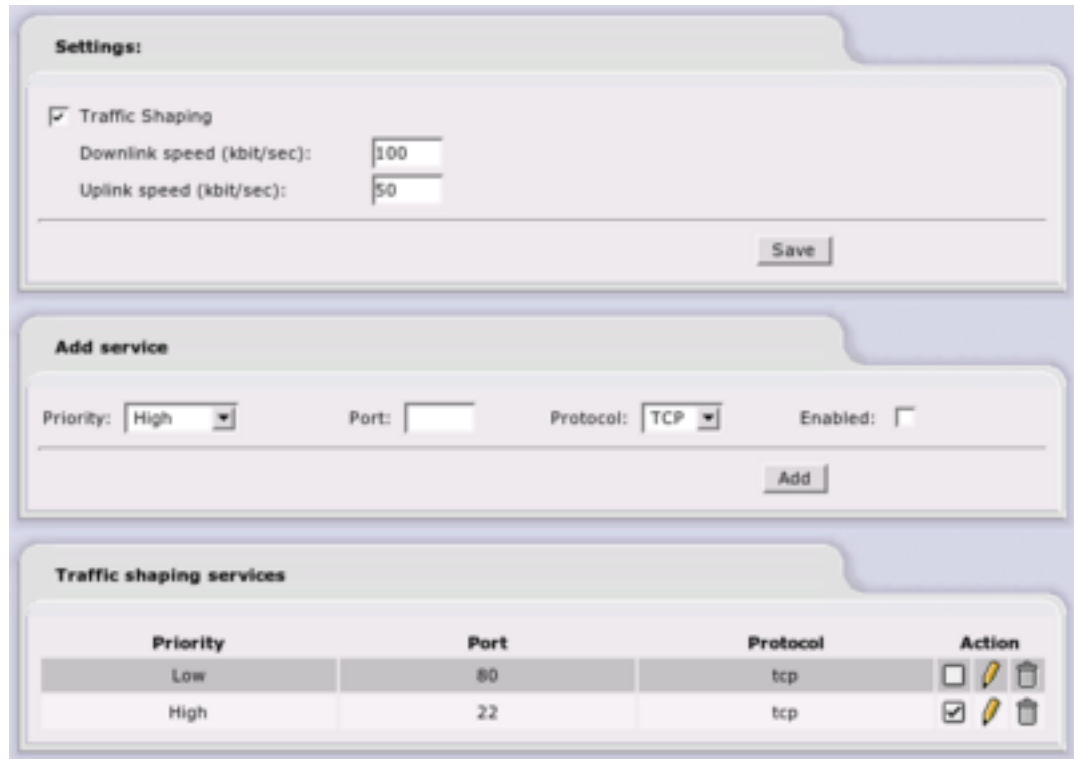 Settings:
Traffic Shaping
Downlink speed (kbit/sec): 100
Uplink speed (kbit/sec): 50
Save
Add service
Priority: High Port: Protocol: TCP Enabled:
Add
Traffic shaping services
Priority Port Protocol Action
Low 80 tcp
High 22 tcp